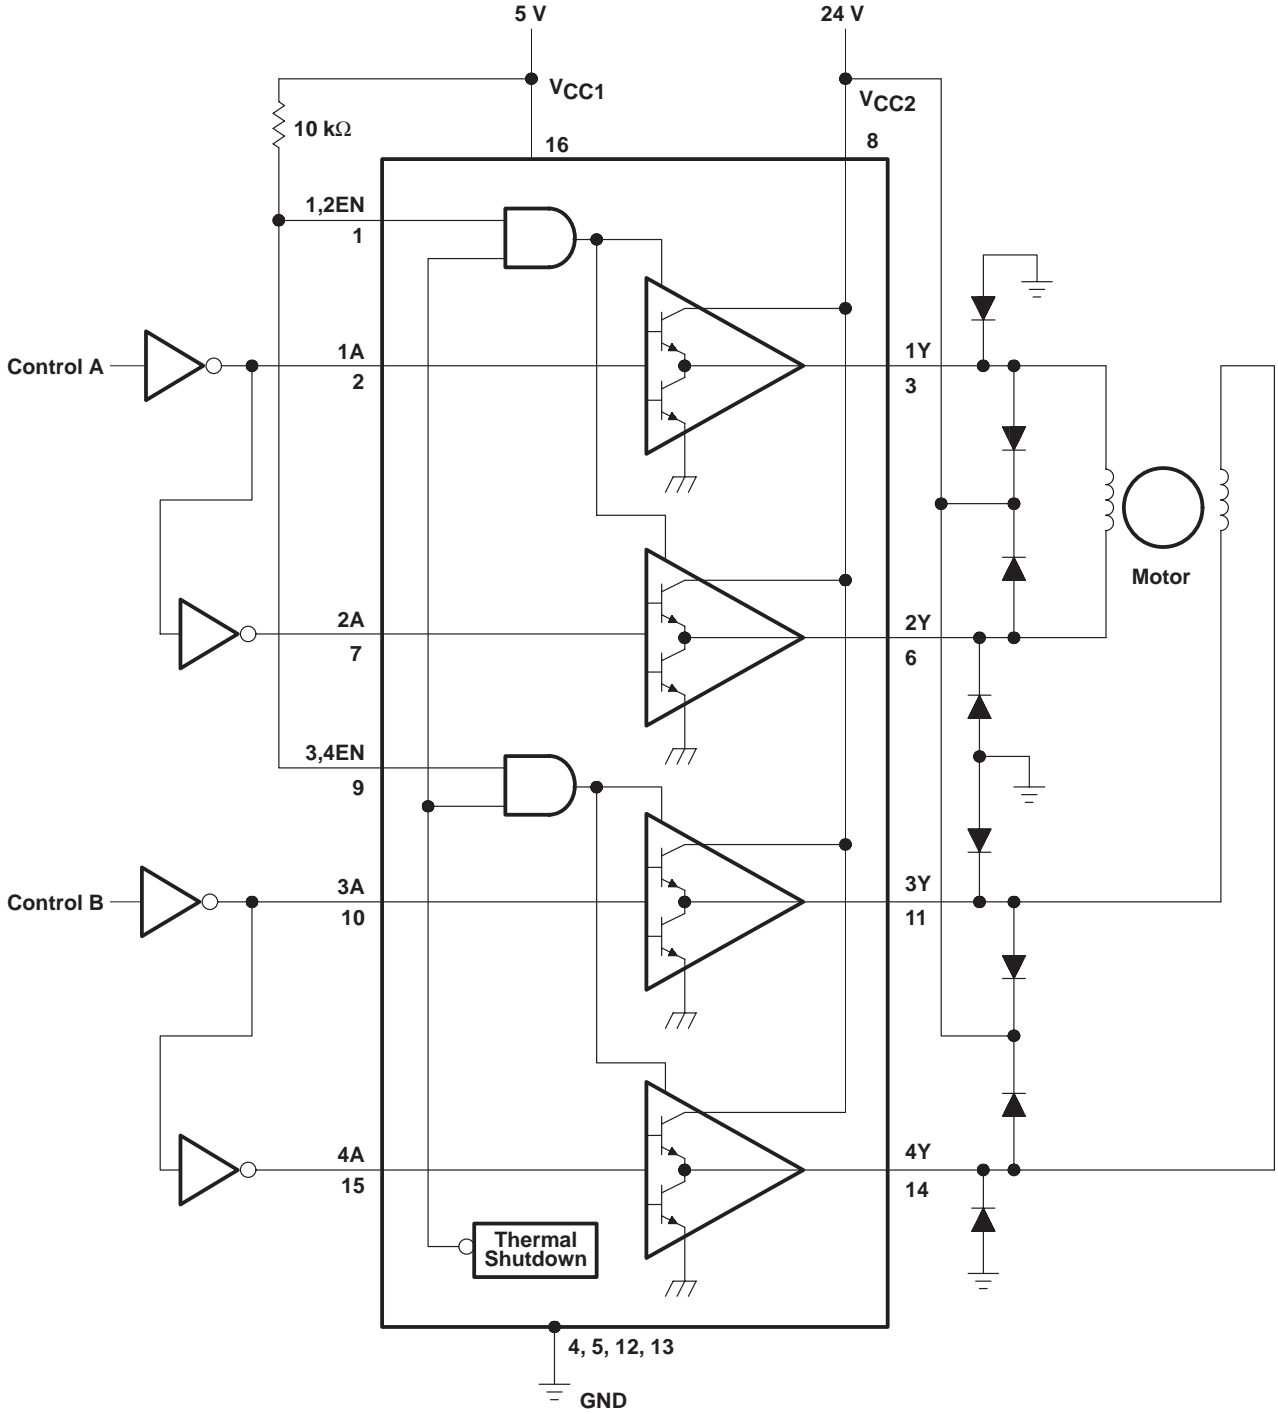 5 V
24 V
VCC1
VCC2
10 kΩ
16
8
1,2EN
1
Control A
1A
2
1Y
3
Motor
2A
7
2Y
6
3,4EN
9
Control B
3A
10
3Y
11
4A
15
4Y
14
Thermal
Shutdown
4, 5, 12, 13
GND